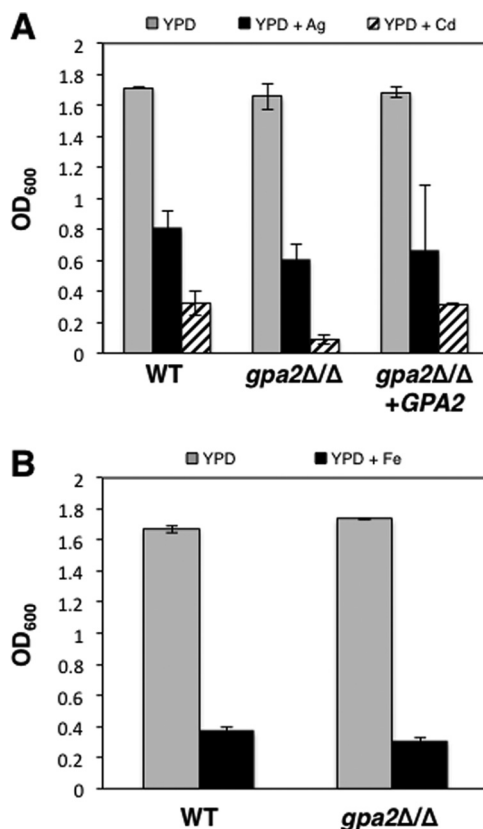 A
YPD YPD + Ag YPD + Cd
2
1.8
1.6
1.4
1.2
1
0.8
0.6
0.4
0.2
0
OD600
WT gpa2Δ/Δ gpa2Δ/Δ
+GPA2
B
YPD YPD + Fe
2
1.8
1.6
1.4
1.2
1
0.8
0.6
0.4
0.2
0
OD600
WT gpa2Δ/Δ